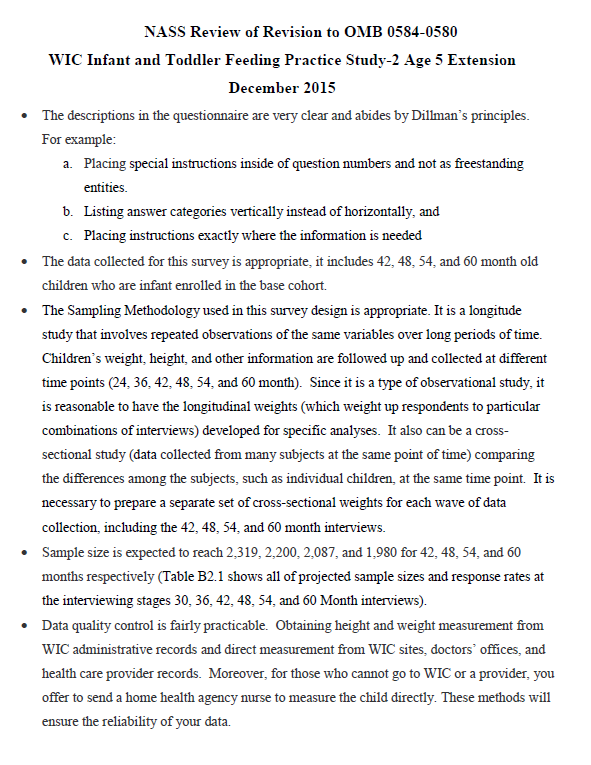 NASS Review of Revision to OMB 0584-0580
WIC Infant and Toddler Feeding Practice Study-2 Age 5 Extension
December 2015
• The descriptions in the questionnaire are very clear and abides by Dillman's principles.
For example:
a. Placing special instructions inside of question numbers and not as freestanding
entities.
b. Listing answer categories vertically instead of horizontally, and
c. Placing instructions exactly where the information is needed
• The data collected for this survey is appropriate, it includes 42, 48, 54, and 60 month old
children who are infant enrolled in the base cohort.
• The Sampling Methodology used in this survey design is appropriate. It is a longitude
study that involves repeated observations of the same variables over long periods of time.
Children's weight, height, and other information are followed up and collected at different
time points (24, 36, 42, 48, 54, and 60 month). Since it is a type of observational study, it
is reasonable to have the longitudinal weights (which weight up respondents to particular
combinations of interviews) developed for specific analyses. It also can be a cross-
sectional study (data collected from many subjects at the same point of time) comparing
the differences among the subjects, such as individual children, at the same time point. It is
necessary to prepare a separate set of cross-sectional weights for each wave of data
collection, including the 42, 48, 54, and 60 month interviews.
• Sample size is expected to reach 2,319, 2,200, 2,087, and 1,980 for 42, 48, 54, and 60
months respectively (Table B2.1 shows all of projected sample sizes and response rates at
the interviewing stages 30, 36, 42, 48, 54, and 60 Month interviews).
• Data quality control is fairly practicable. Obtaining height and weight measurement from
WIC administrative records and direct measurement from WIC sites, doctors' offices, and
health care provider records. Moreover, for those who cannot go to WIC or a provider, you
offer to send a home health agency nurse to measure the child directly. These methods will
ensure the reliability of your data.